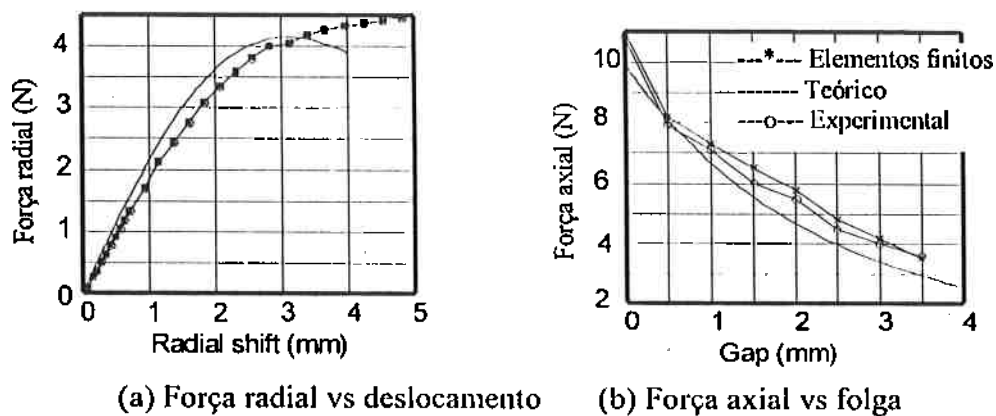 Força radial (N)
4
3
2
1
0
0 1 2 3 4 5
Radial shift (mm)
(a) Força radial vs deslocamento
Força axial (N)
10
8
6
4
2
0 1 2 3 4
Gap (mm)
Elementos finitos
Teórico
Experimental
(b) Força axial vs folga